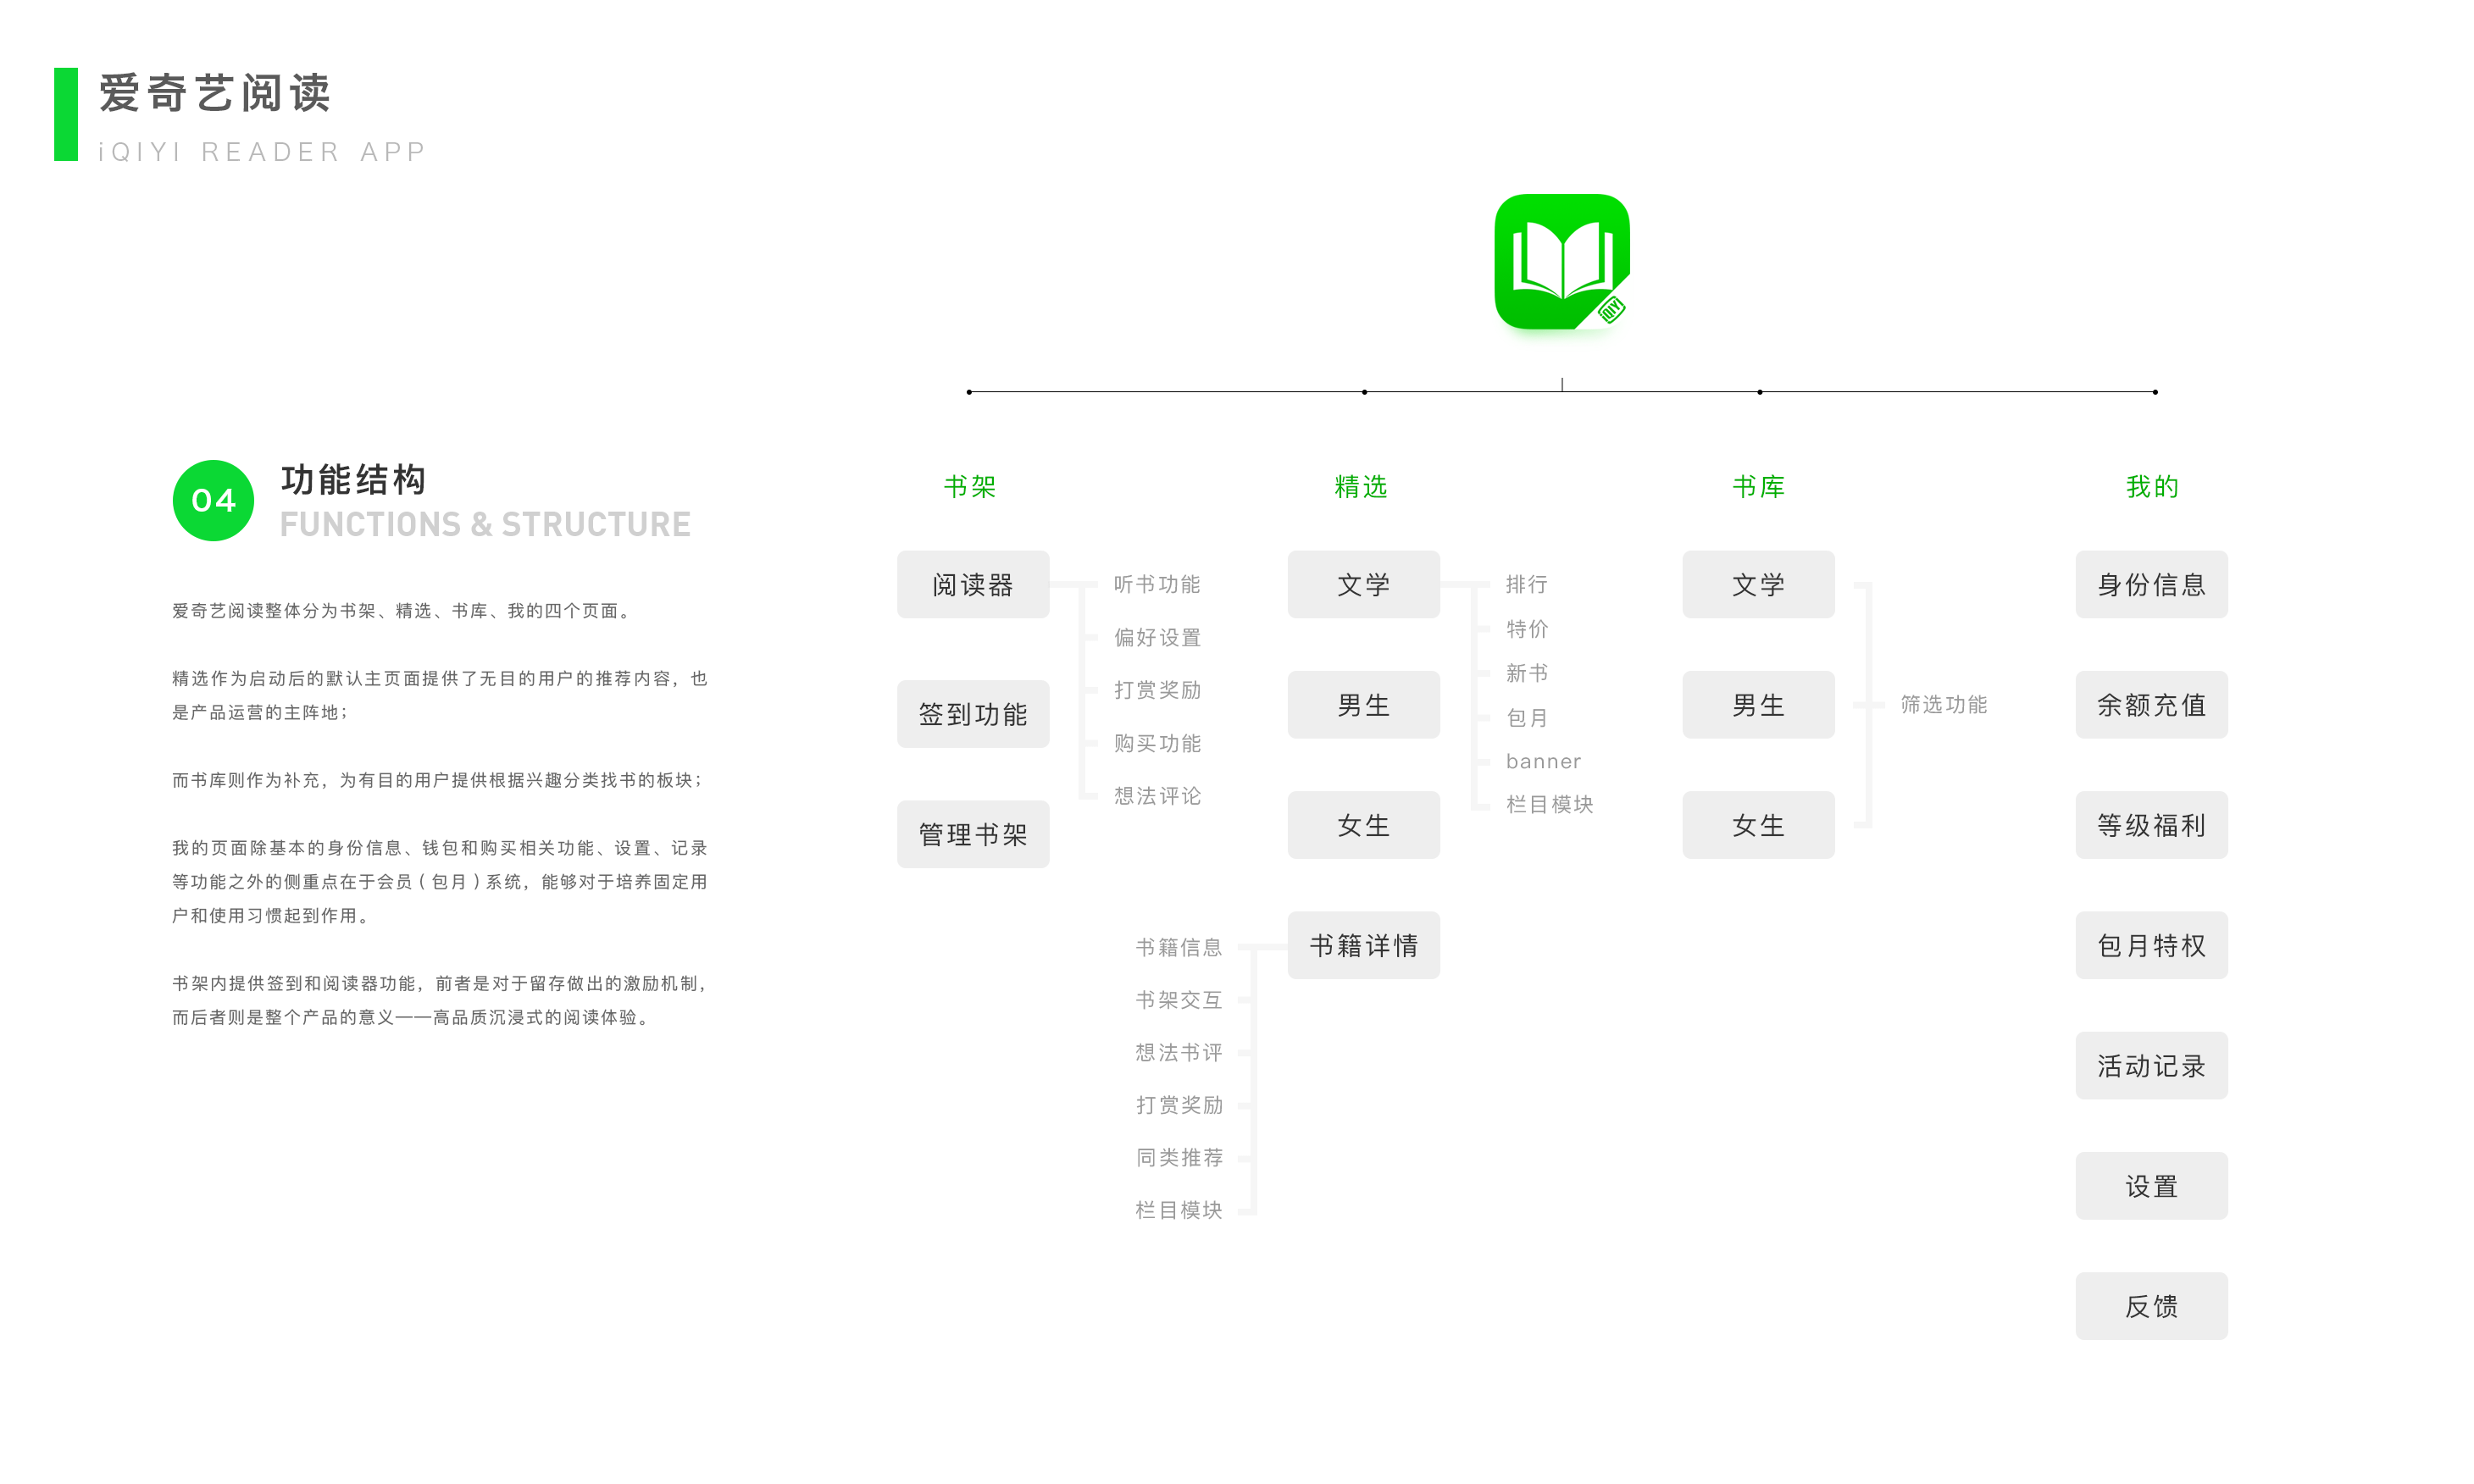 爱奇艺阅读
iQIYI READER APP
iQIY
04
功能结构
FUNCTIONS & STRUCTURE
爱奇艺阅读整体分为书架、精选、书库、我的四个页面。
精选作为启动后的默认主页面提供了无目的用户的推荐内容，也
是产品运营的主阵地；
而书库则作为补充，为有目的用户提供根据兴趣分类找书的板块；
我的页面除基本的身份信息、钱包和购买相关功能、设置、记录
等功能之外的侧重点在于会员（包月）系统，能够对于培养固定用
户和使用习惯起到作用。
书架内提供签到和阅读器功能，前者是对于留存做出的激励机制，
而后者则是整个产品的意义——高品质沉浸式的阅读体验。
书架
阅读器
签到功能
管理书架
听书功能
偏好设置
打赏奖励
购买功能
想法评论
精选
文学
男生
女生
书籍详情
排行
特价
新书
包月
banner
栏目模块
书籍信息
书架交互
想法书评
打赏奖励
同类推荐
栏目模块
书库
文学
男生
女生
筛选功能
我的
身份信息
余额充值
等级福利
包月特权
活动记录
设置
反馈